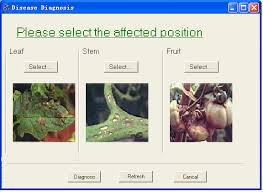 Disease Diagnosis
Please select the affected position
Leaf Stem Fruit
Select... Select... Select...
Diagnose Refresh Cancel